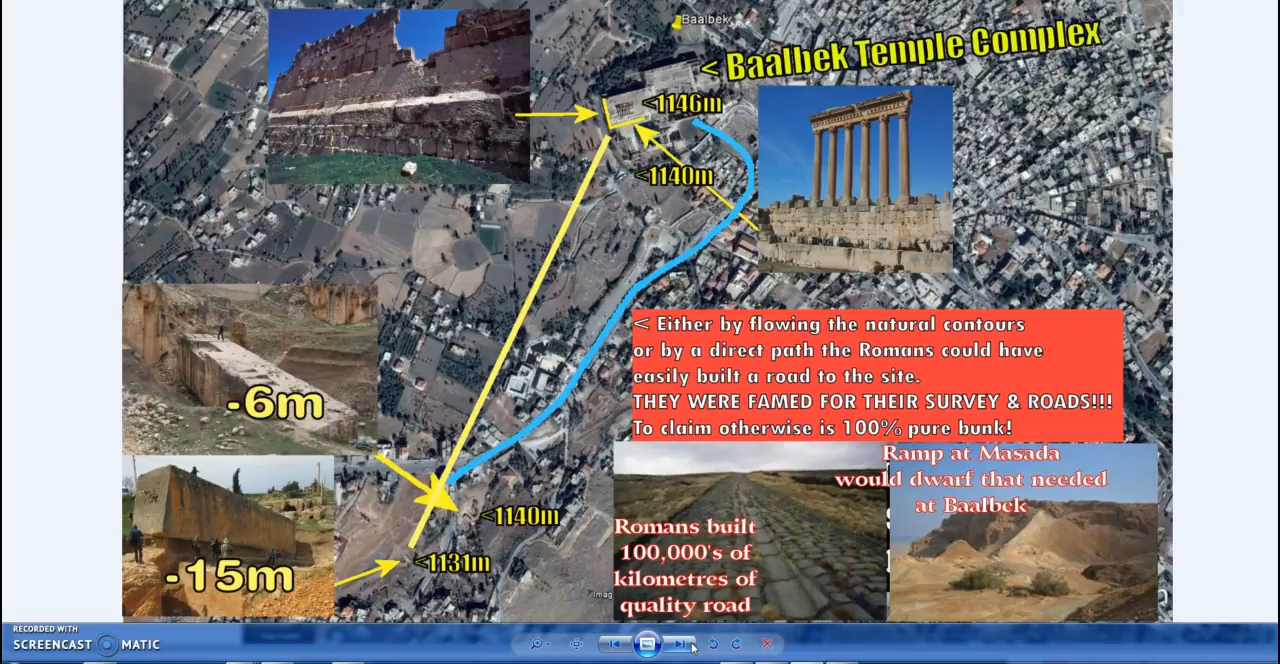 Baalbek
< Baalbek Temple Complex
<1146m
<1140m
< Either by flowing the natural contours
or by a direct path the Romans could have
easily built a road to the site.
THEY WERE FAMED FOR THEIR SURVEY & ROADS!!!
To claim otherwise is 100% pure bunk!
-6m
Ramp at Masada
would dwarf that needed
at Baalbek
<1140m
Romans built
100,000's of
kilometres of
quality road
<1131m
-15m
Imag
RECORDED WITH
SCREENCAST MATIC